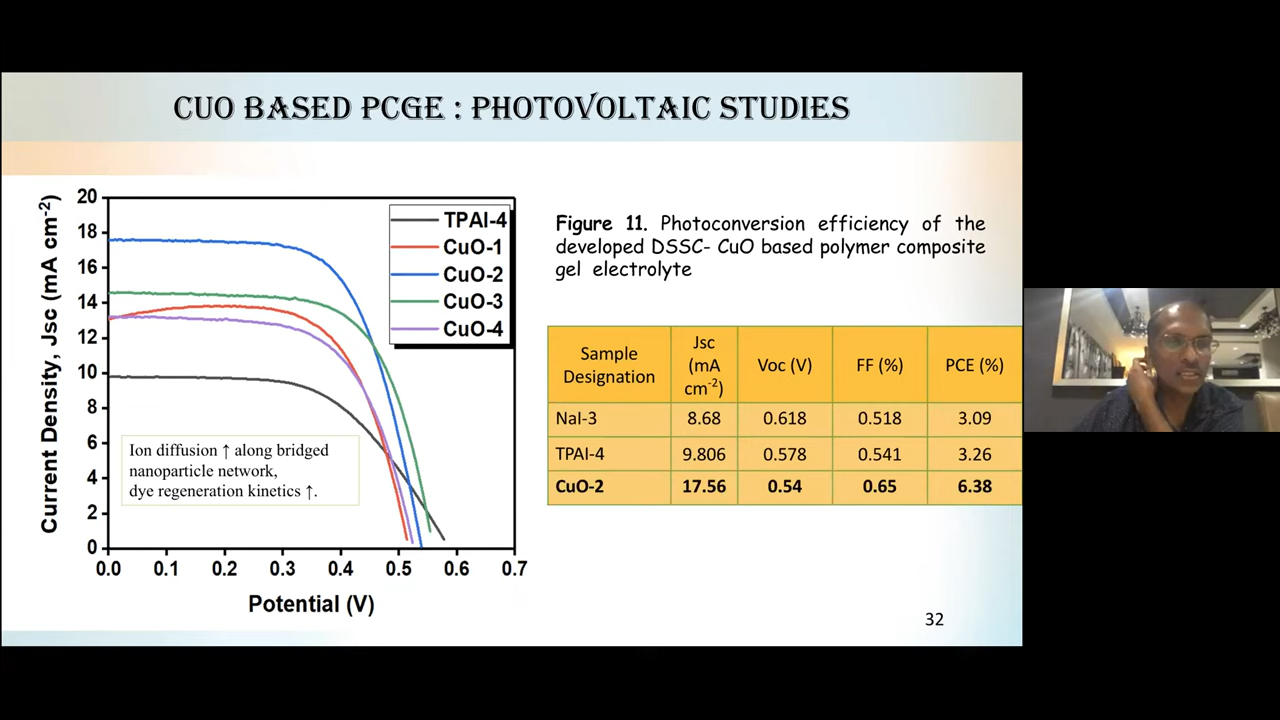 CUO BASED PCGE : PHOTOVOLTAIC STUDIES
Current Density, Jsc (mA cm-2)
20
18
16
14
12
10
8
6
4
2
0
0.0 0.1 0.2 0.3 0.4 0.5 0.6 0.7
Potential (V)
TPAI-4
CuO-1
CuO-2
CuO-3
CuO-4
Ion diffusion ↑ along bridged
nanoparticle network,
dye regeneration kinetics ↑.
Figure 11. Photoconversion efficiency of the
developed DSSC- CuO based polymer composite
gel electrolyte
Sample Designation Jsc (mA cm-2) Voc (V) FF (%) PCE (%)
NaI-3 8.68 0.618 0.518 3.09
TPAI-4 9.806 0.578 0.541 3.26
CuO-2 17.56 0.54 0.65 6.38
32